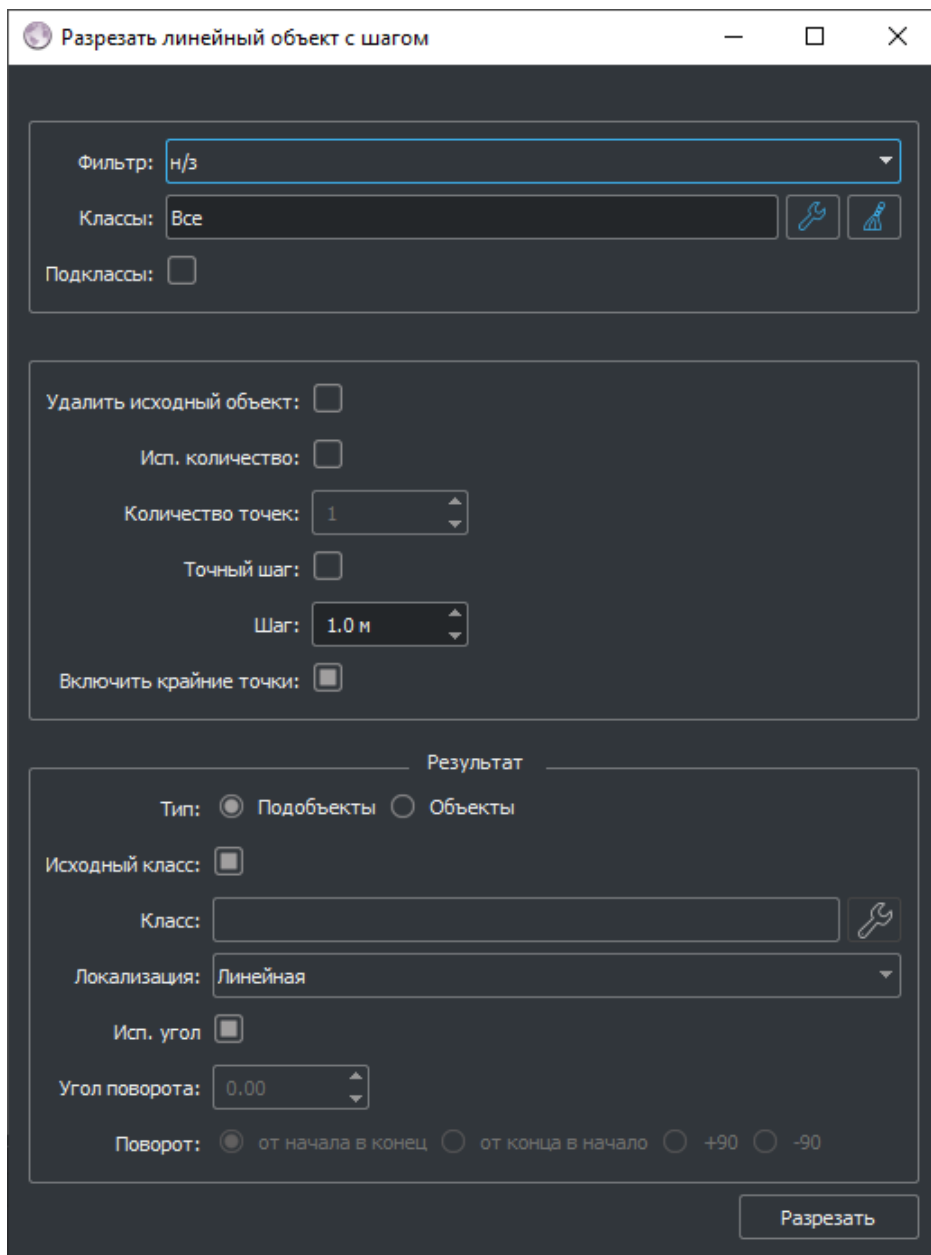 Разрезать линейный объект с шагом
Фильтр: н/з
Классы: Все
Подклассы:
Удалить исходный объект:
Исп. количество:
Количество точек: 1
Точный шаг:
Шаг: 1.0 м
Включить крайние точки:
Результат
Тип: Подобъекты Объекты
Исходный класс:
Класс:
Локализация: Линейная
Исп. угол
Угол поворота: 0.00
Поворот: от начала в конец от конца в начало +90 -90
Разрезать